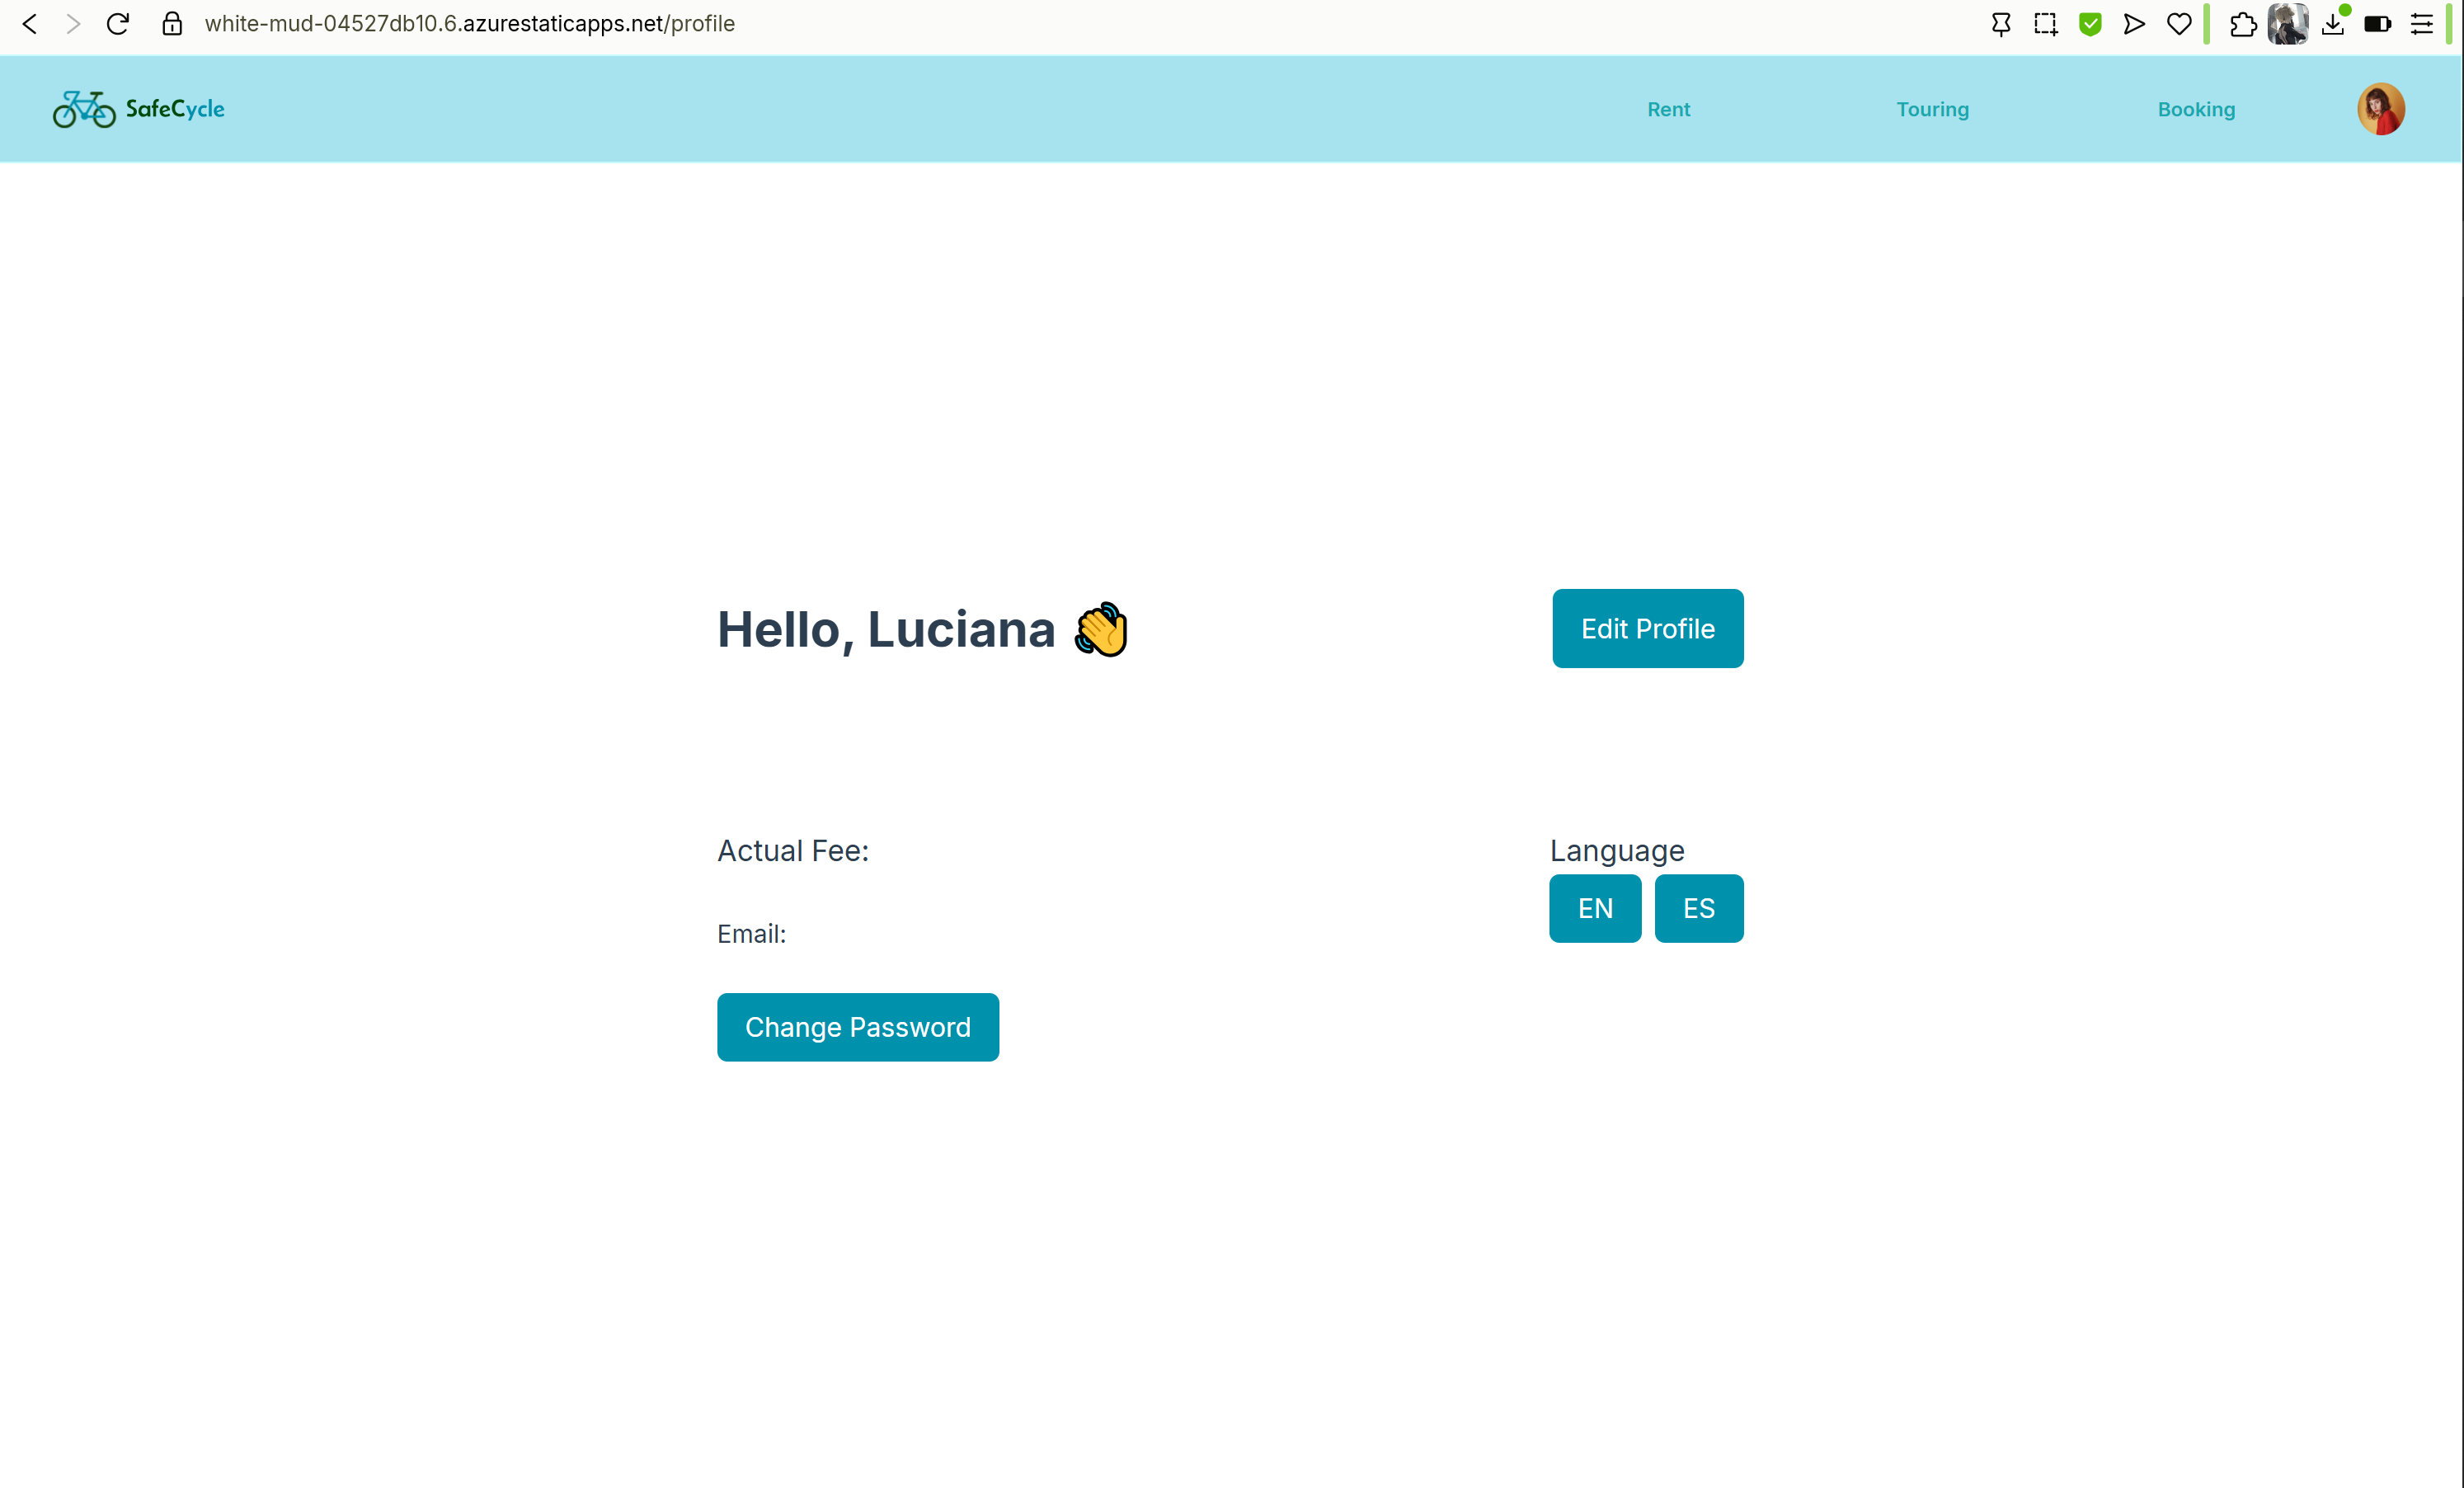 white-mud-04527db10.6.azurestaticapps.net/profile
SafeCycle
Rent
Touring
Booking
Hello, Luciana 👋
Edit Profile
Actual Fee:
Language
EN
ES
Email:
Change Password